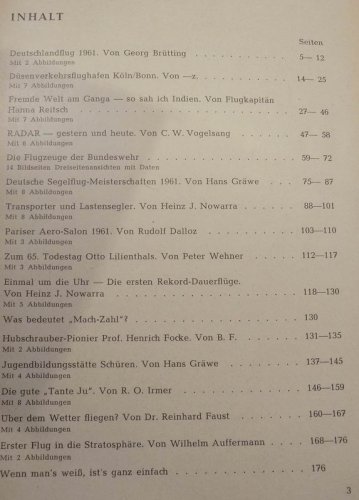 INHALT
Seiten
Deutschlandflug 1961. Von Georg Brütting . . . . . . . . 5— 12
Mit 2 Abbildungen
Düsenverkehrsflughafen Köln/Bonn. Von —z. . . . . . . . 14— 25
Mit 7 Abbildungen
Fremde Welt am Ganga — so sah ich Indien. Von Flugkapitän
Hanna Reitsch . . . . . . . . 27— 46
Mit 7 Abbildungen
RADAR — gestern und heute. Von C. W. Vogelsang . . . . . . . . 47— 58
Mit 6 Abbildungen
Die Flugzeuge der Bundeswehr . . . . . . . . 59— 72
14 Bildseiten Dreiseitenansichten mit Daten
Deutsche Segelflug-Meisterschaften 1961. Von Hans Gräwe . . 75— 87
Mit 6 Abbildungen
Transporter und Lastensegler. Von Heinz J. Nowarra . . . . 88—101
Mit 8 Abbildungen
Pariser Aero-Salon 1961. Von Rudolf Dalloz . . . . . . . . 103—110
Mit 3 Abbildungen
Zum 65. Todestag Otto Lilienthals. Von Peter Wehner . . . . 112—117
Mit 3 Abbildungen
Einmal um die Uhr — Die ersten Rekord-Dauerflüge.
Von Heinz J. Nowarra . . . . . . . . 118—130
Mit 5 Abbildungen
Was bedeutet „Mach-Zahl"? . . . . . . . . 130
Hubschrauber-Pionier Prof. Henrich Focke. Von B. F. . . . . 131—135
Mit 2 Abbildungen
Jugendbildungsstätte Schüren. Von Hans Gräwe . . . . . . 137—145
Mit 4 Abbildungen
Die gute „Tante Ju". Von R. O. Irmer . . . . . . . . 146—159
Mit 8 Abbildungen
Über dem Wetter fliegen? Von Dr. Reinhard Faust . . . . 160—167
Mit 4 Abbildungen
Erster Flug in die Stratosphäre. Von Wilhelm Auffermann . . 168—176
Mit 2 Abbildungen
Wenn man's weiß, ist's ganz einfach . . . . . . . . 176
3